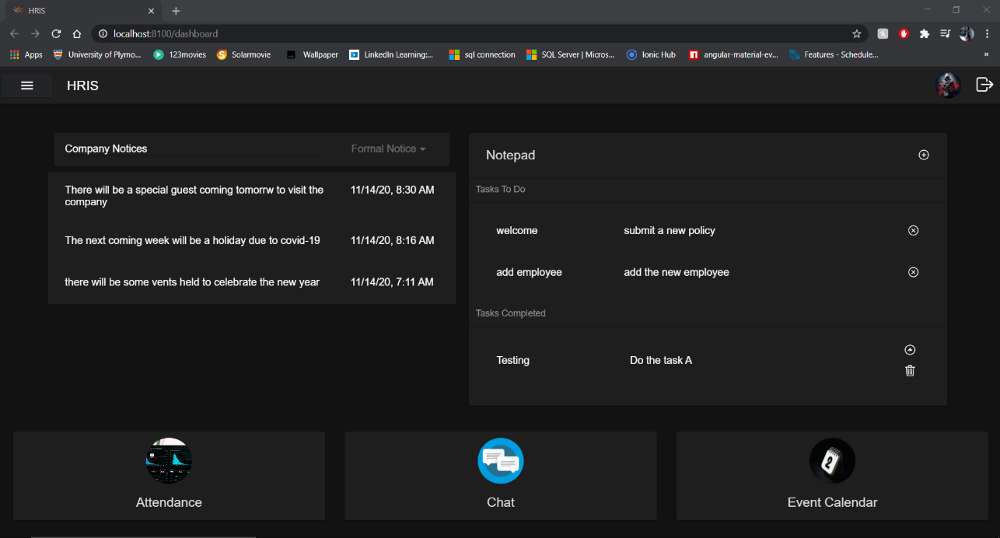 HRIS
localhost:8100/dashboard
Apps University of Plymo... 123movies Solarmovie Wallpaper LinkedIn Learning:... sql connection SQL Server | Micros... Ionic Hub angular-material-ev... Features - Schedule... »
HRIS
Company Notices Formal Notice
There will be a special guest coming tomorrw to visit the
company
11/14/20, 8:30 AM
The next coming week will be a holiday due to covid-19 11/14/20, 8:16 AM
there will be some vents held to celebrate the new year 11/14/20, 7:11 AM
Notepad
Tasks To Do
welcome submit a new policy
add employee add the new employee
Tasks Completed
Testing Do the task A
Attendance
Chat
2
Event Calendar